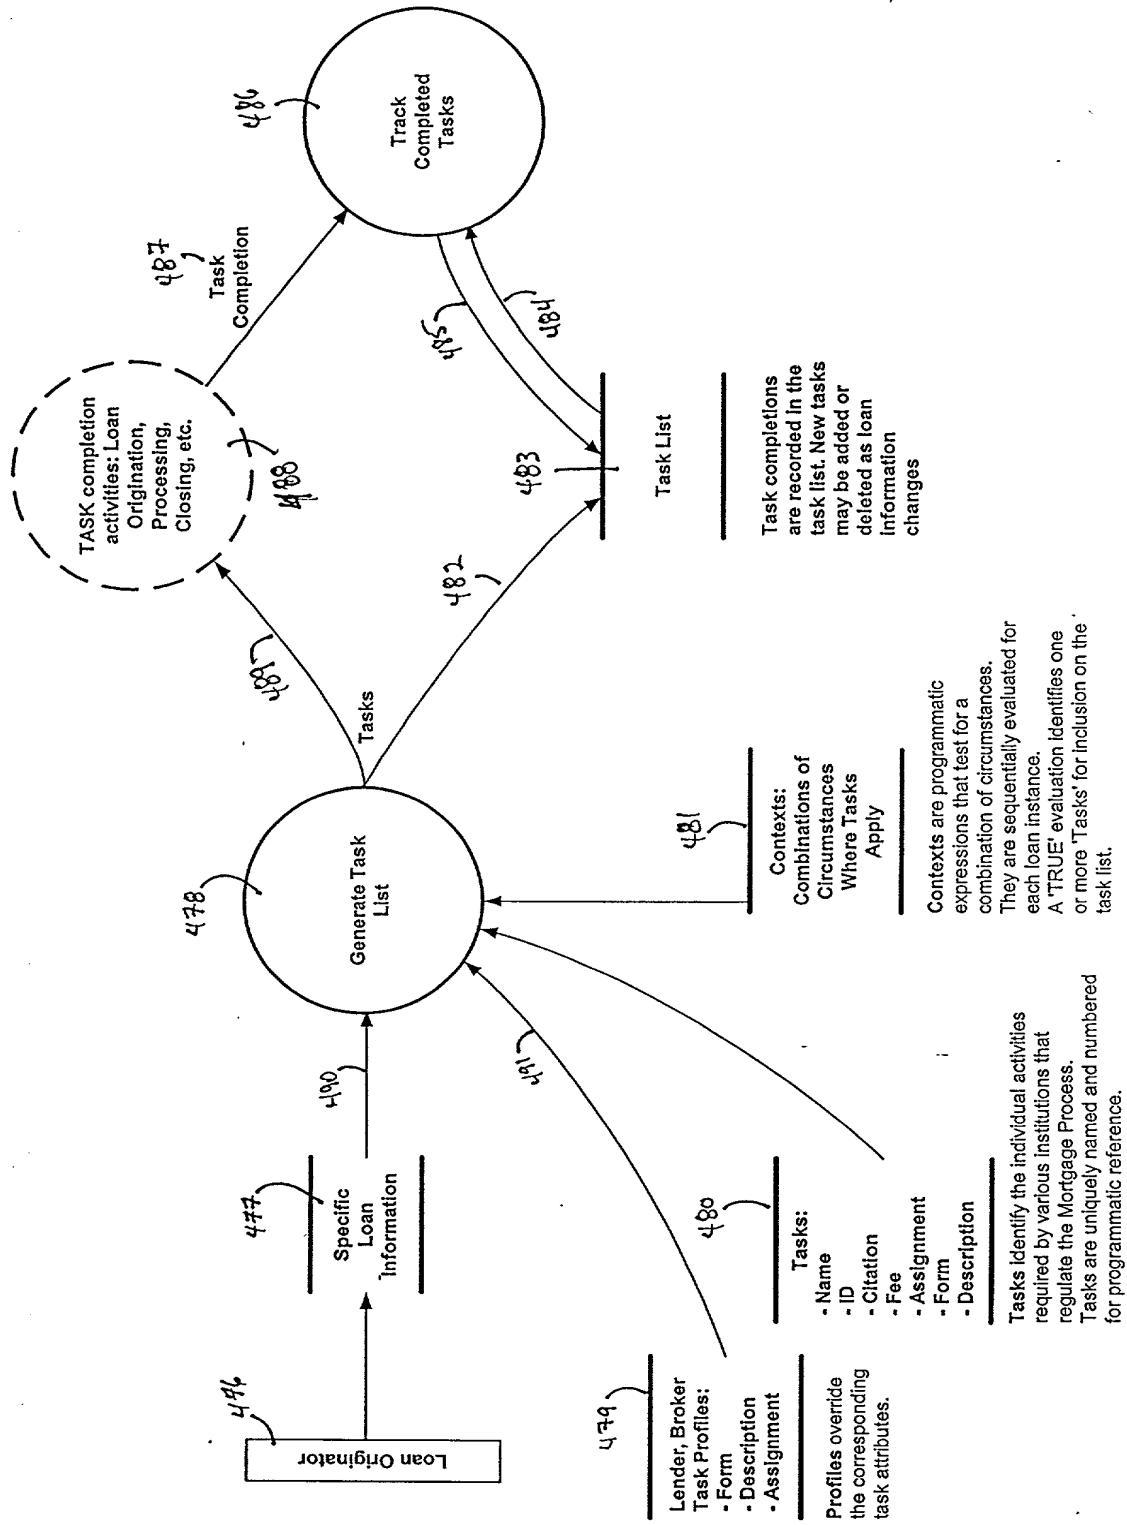 476
Loan Originator
477
Specific
Loan
Information
490
478
Generate Task
List
Tasks
489
TASK completion
activities: Loan
Origination,
Processing,
Closing, etc.
488
487
Task
Completion
486
Track
Completed
Tasks
485
484
482
483
Task List
Task completions
are recorded in the
task list. New tasks
may be added or
deleted as loan
information
changes
491
479
Lender, Broker
Task Profiles:
- Form
- Description
- Assignment
Profiles override
the corresponding
task attributes.
480
Tasks:
- Name
- ID
- Citation
- Fee
- Assignment
- Form
- Description
Tasks identify the individual activities
required by various institutions that
regulate the Mortgage Process.
Tasks are uniquely named and numbered
for programmatic reference.
481
Contexts:
Combinations of
Circumstances
Where Tasks
Apply
Contexts are programmatic
expressions that test for a
combination of circumstances.
They are sequentially evaluated for
each loan instance.
A 'TRUE' evaluation identifies one
or more 'Tasks' for inclusion on the
task list.